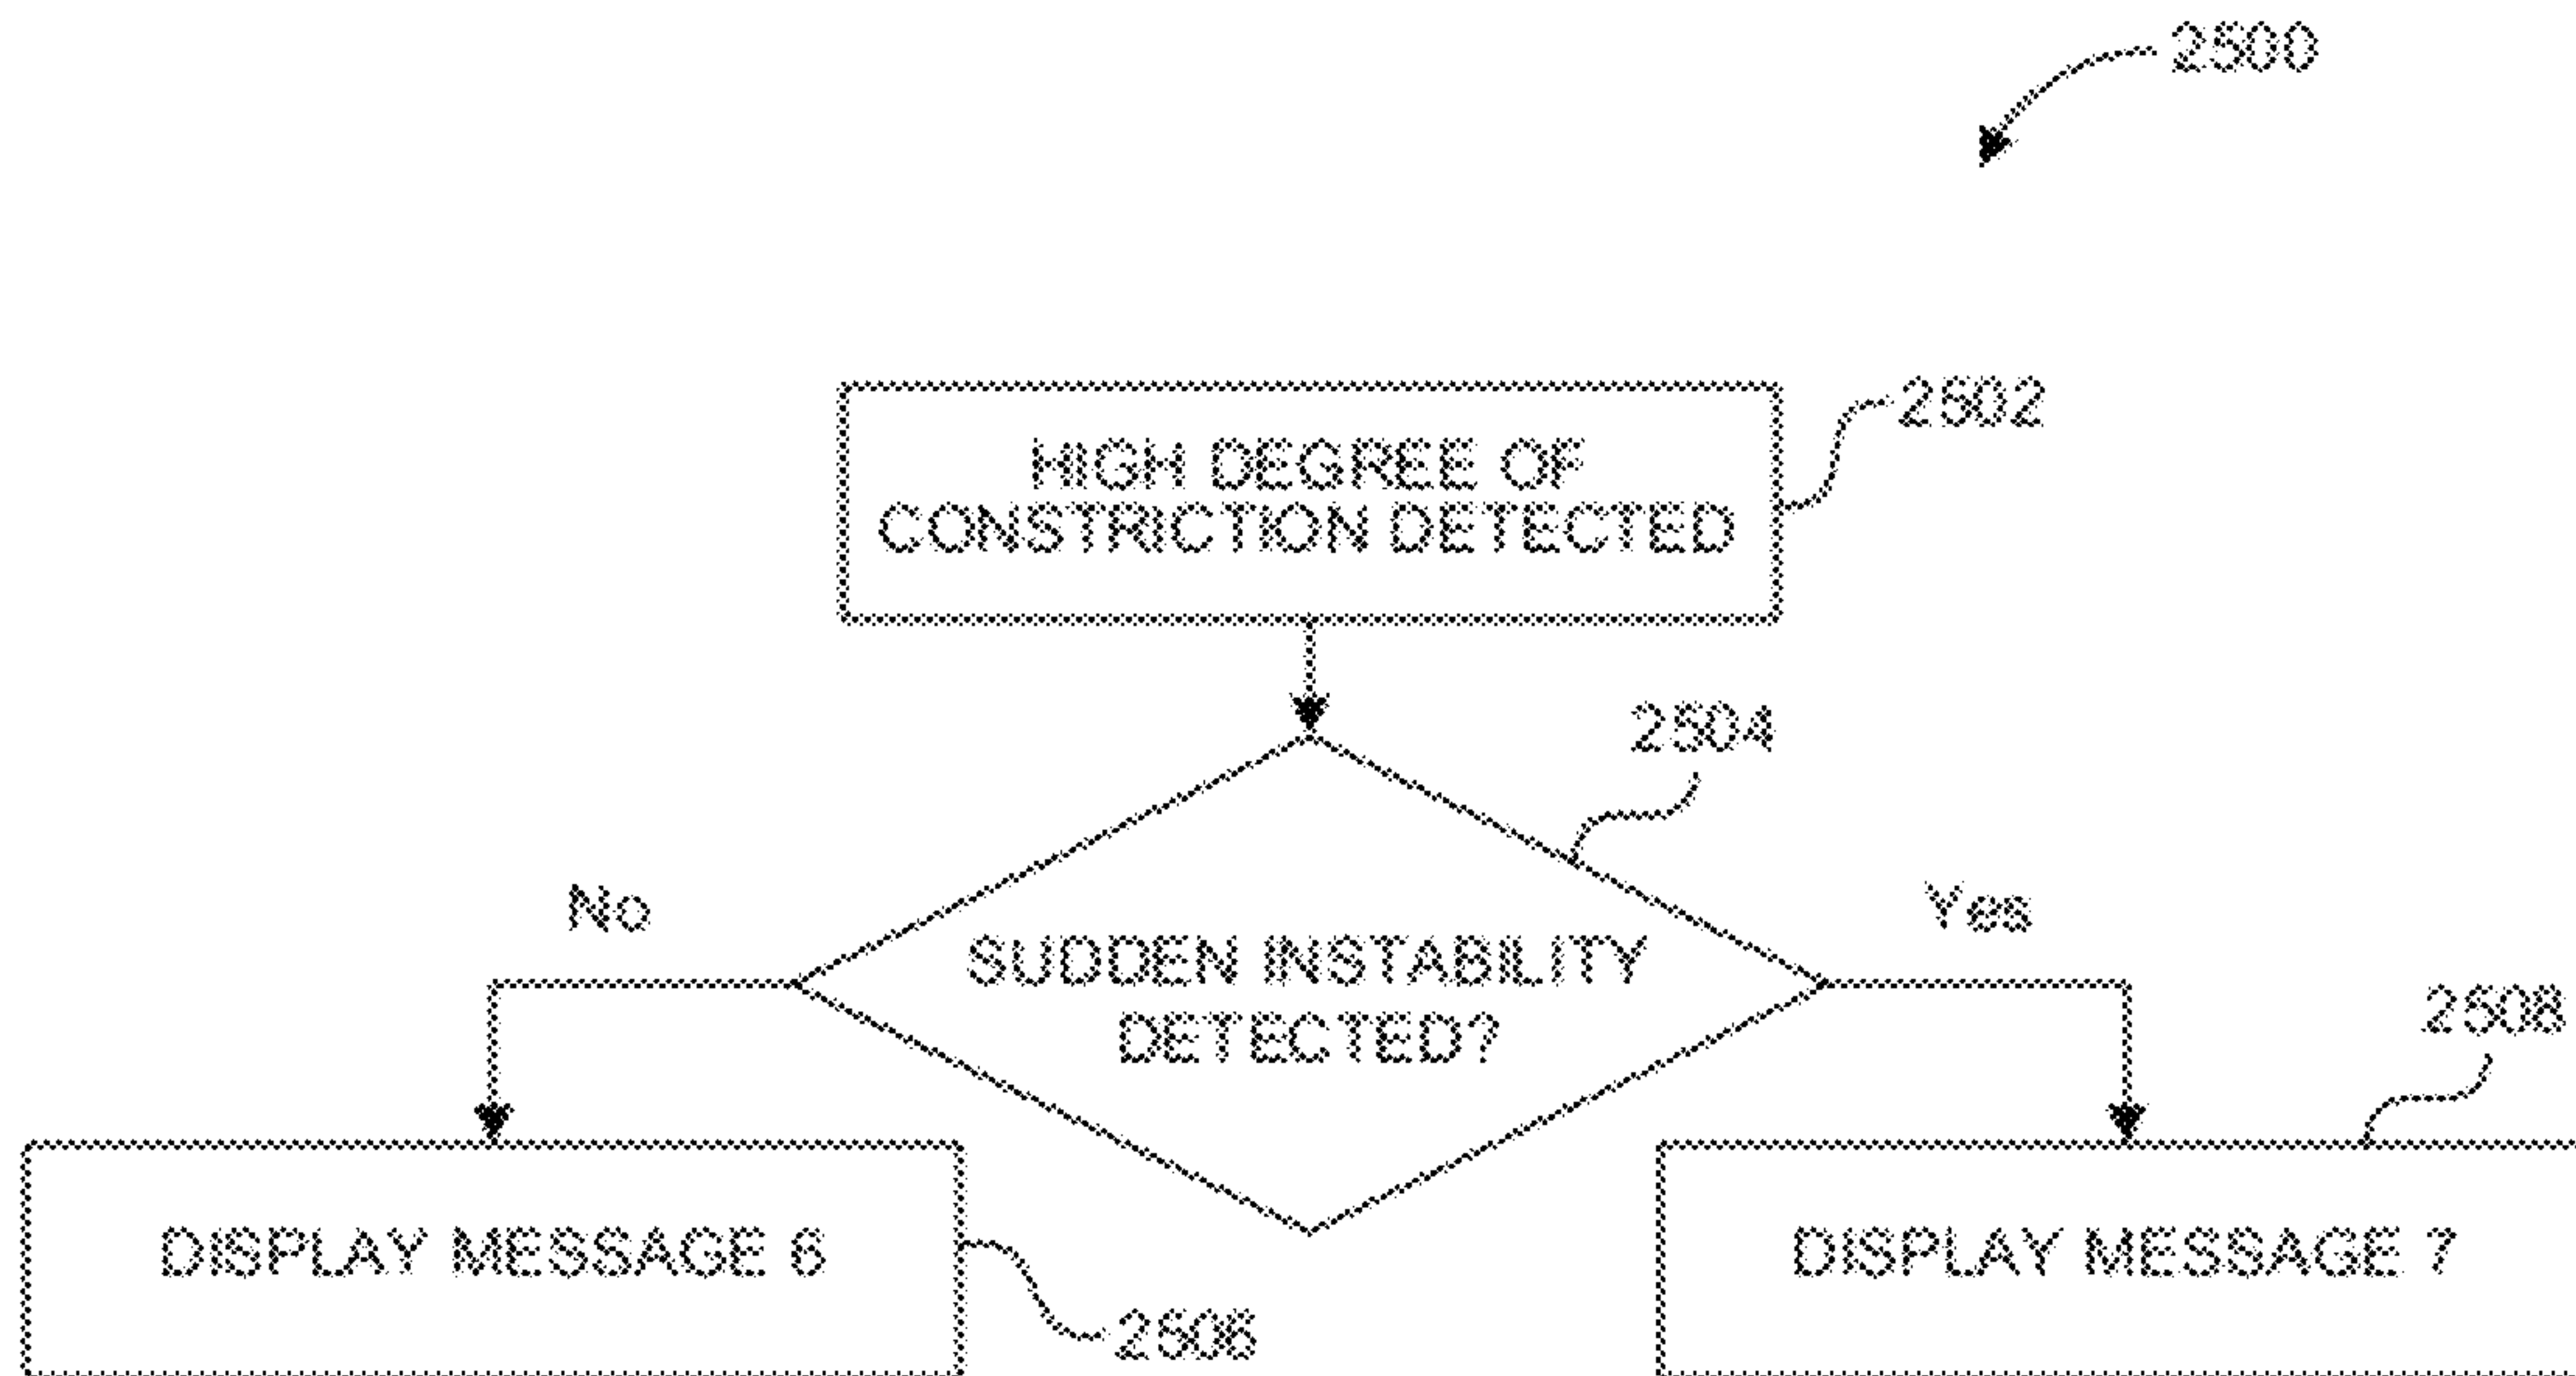 2500
HIGH DEGREE OF
CONSTRICTION DETECTED
2502
2504
No
Yes
SUDDEN INSTABILITY
DETECTED?
2508
DISPLAY MESSAGE 6
DISPLAY MESSAGE 7
2506